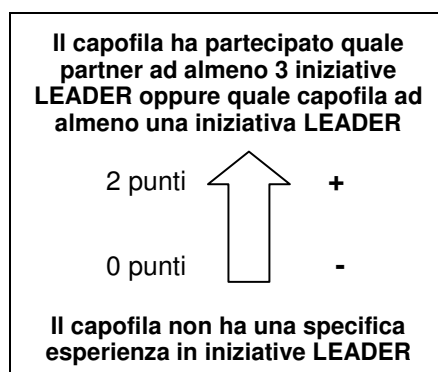 Il capofila ha partecipato quale
partner ad almeno 3 iniziative
LEADER oppure quale capofila ad
almeno una iniziativa LEADER
2 punti +
0 punti -
Il capofila non ha una specifica
esperienza in iniziative LEADER